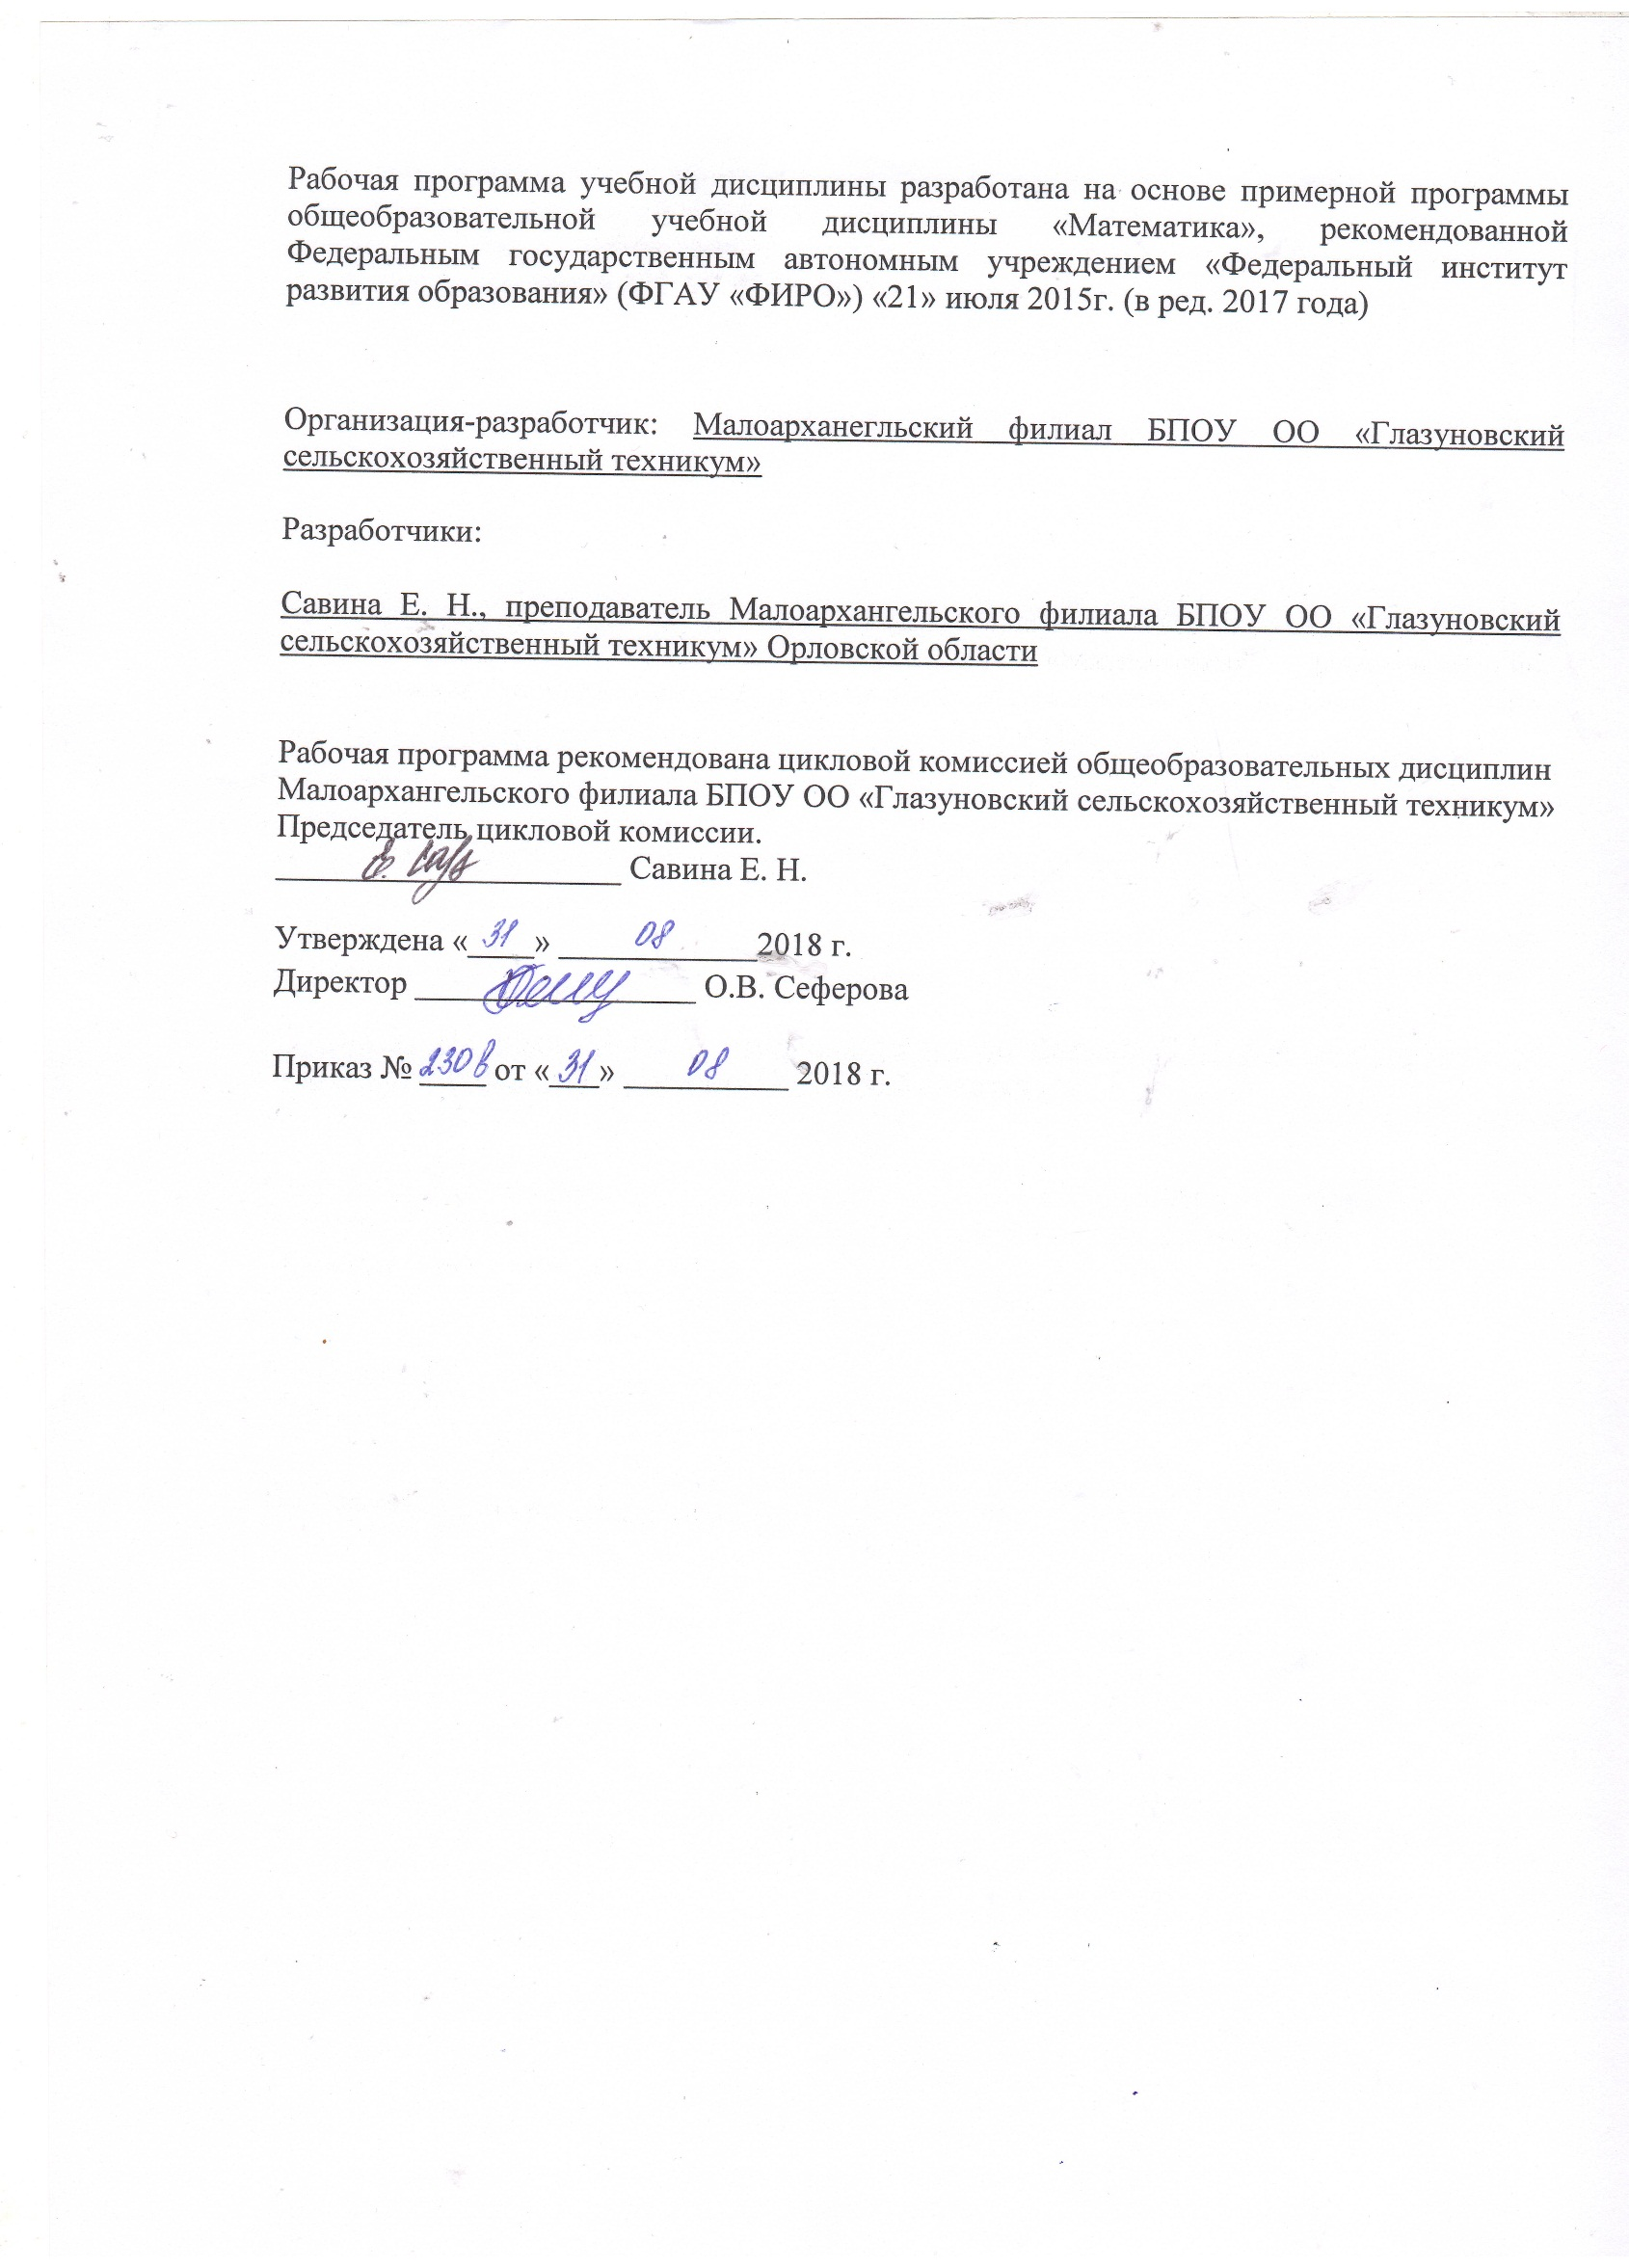 Рабочая программа учебной дисциплины разработана на основе примерной программы
общеобразовательной учебной дисциплины «Математика», рекомендованной
Федеральным государственным автономным учреждением «Федеральный институт
развития образования» (ФГАУ «ФИРО») «21» июля 2015г. (в ред. 2017 года)
Организация-разработчик: Малоарханегльский филиал БПОУ ОО «Глазуновский
сельскохозяйственный техникум»
Разработчики:
Савина Е. Н., преподаватель Малоархангельского филиала БПОУ ОО «Глазуновский
сельскохозяйственный техникум» Орловской области
Рабочая программа рекомендована цикловой комиссией общеобразовательных дисциплин
Малоархангельского филиала БПОУ ОО «Глазуновский сельскохозяйственный техникум»
Председатель цикловой комиссии.
Савина Е. Н.
Утверждена «31» 08 2018 г.
Директор О.В. Сеферова
Приказ № 230в от «31» 08 2018 г.